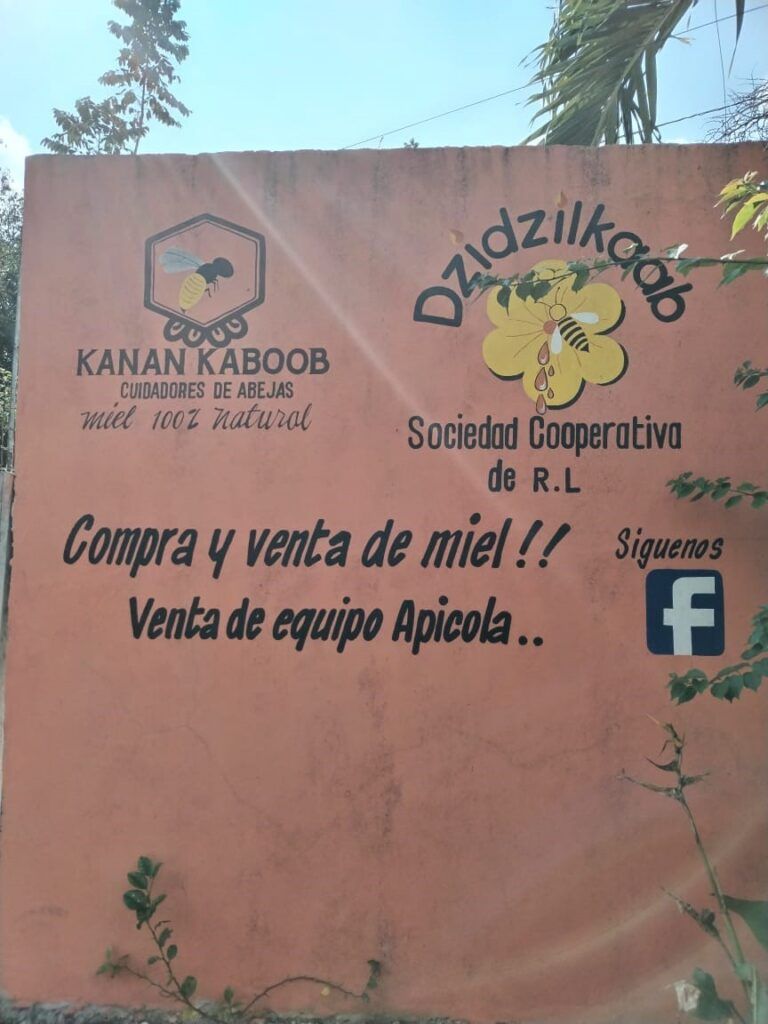 KANAN KABOOB
CUIDADORES DE ABEJAS
miel 100% natural
Dzidzilkaab
Sociedad Cooperativa
de R.L
Compra y venta de miel!!
Venta de equipo Apicola..
Siguenos
f